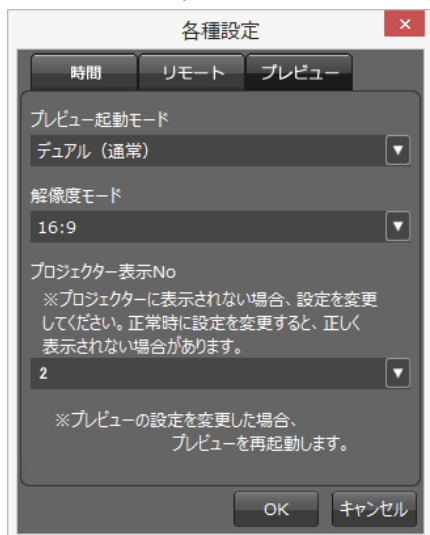 各種設定
×
時間 リモート プレビュー
プレビュー起動モード
デュアル（通常）
解像度モード
16:9
プロジェクター表示No
※プロジェクターに表示されない場合、設定を変更
してください。正常時に設定を変更すると、正しく
表示されない場合があります。
2
※プレビューの設定を変更した場合、
プレビューを再起動します。
OK キャンセル